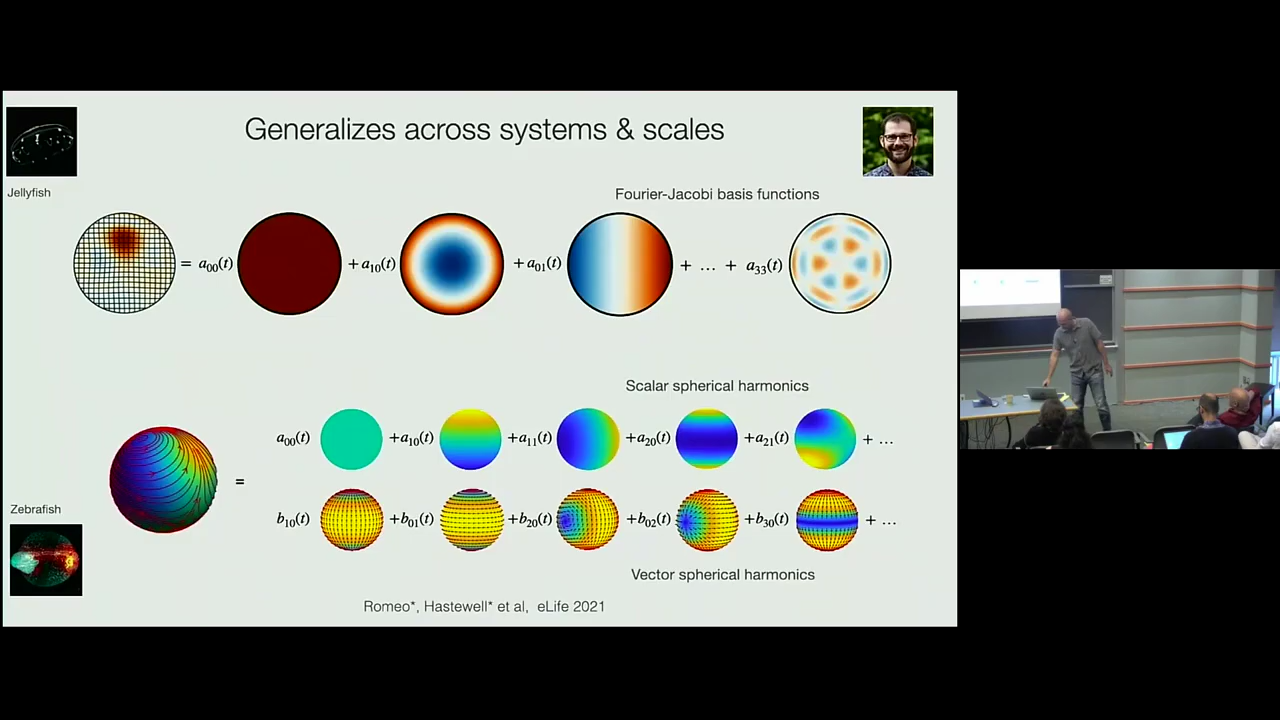 Generalizes across systems & scales
Jellyfish
Fourier-Jacobi basis functions
= a₀₀(t) + a₁₀(t) + a₀₁(t) + … + a₃₃(t)
Scalar spherical harmonics
a₀₀(t) +a₁₀(t) +a₁₁(t) +a₂₀(t) +a₂₁(t) + …
=
Zebrafish
b₁₀(t) +b₀₁(t) +b₂₀(t) +b₀₂(t) +b₃₀(t) + …
Vector spherical harmonics
Romeo*, Hastewell* et al, eLife 2021